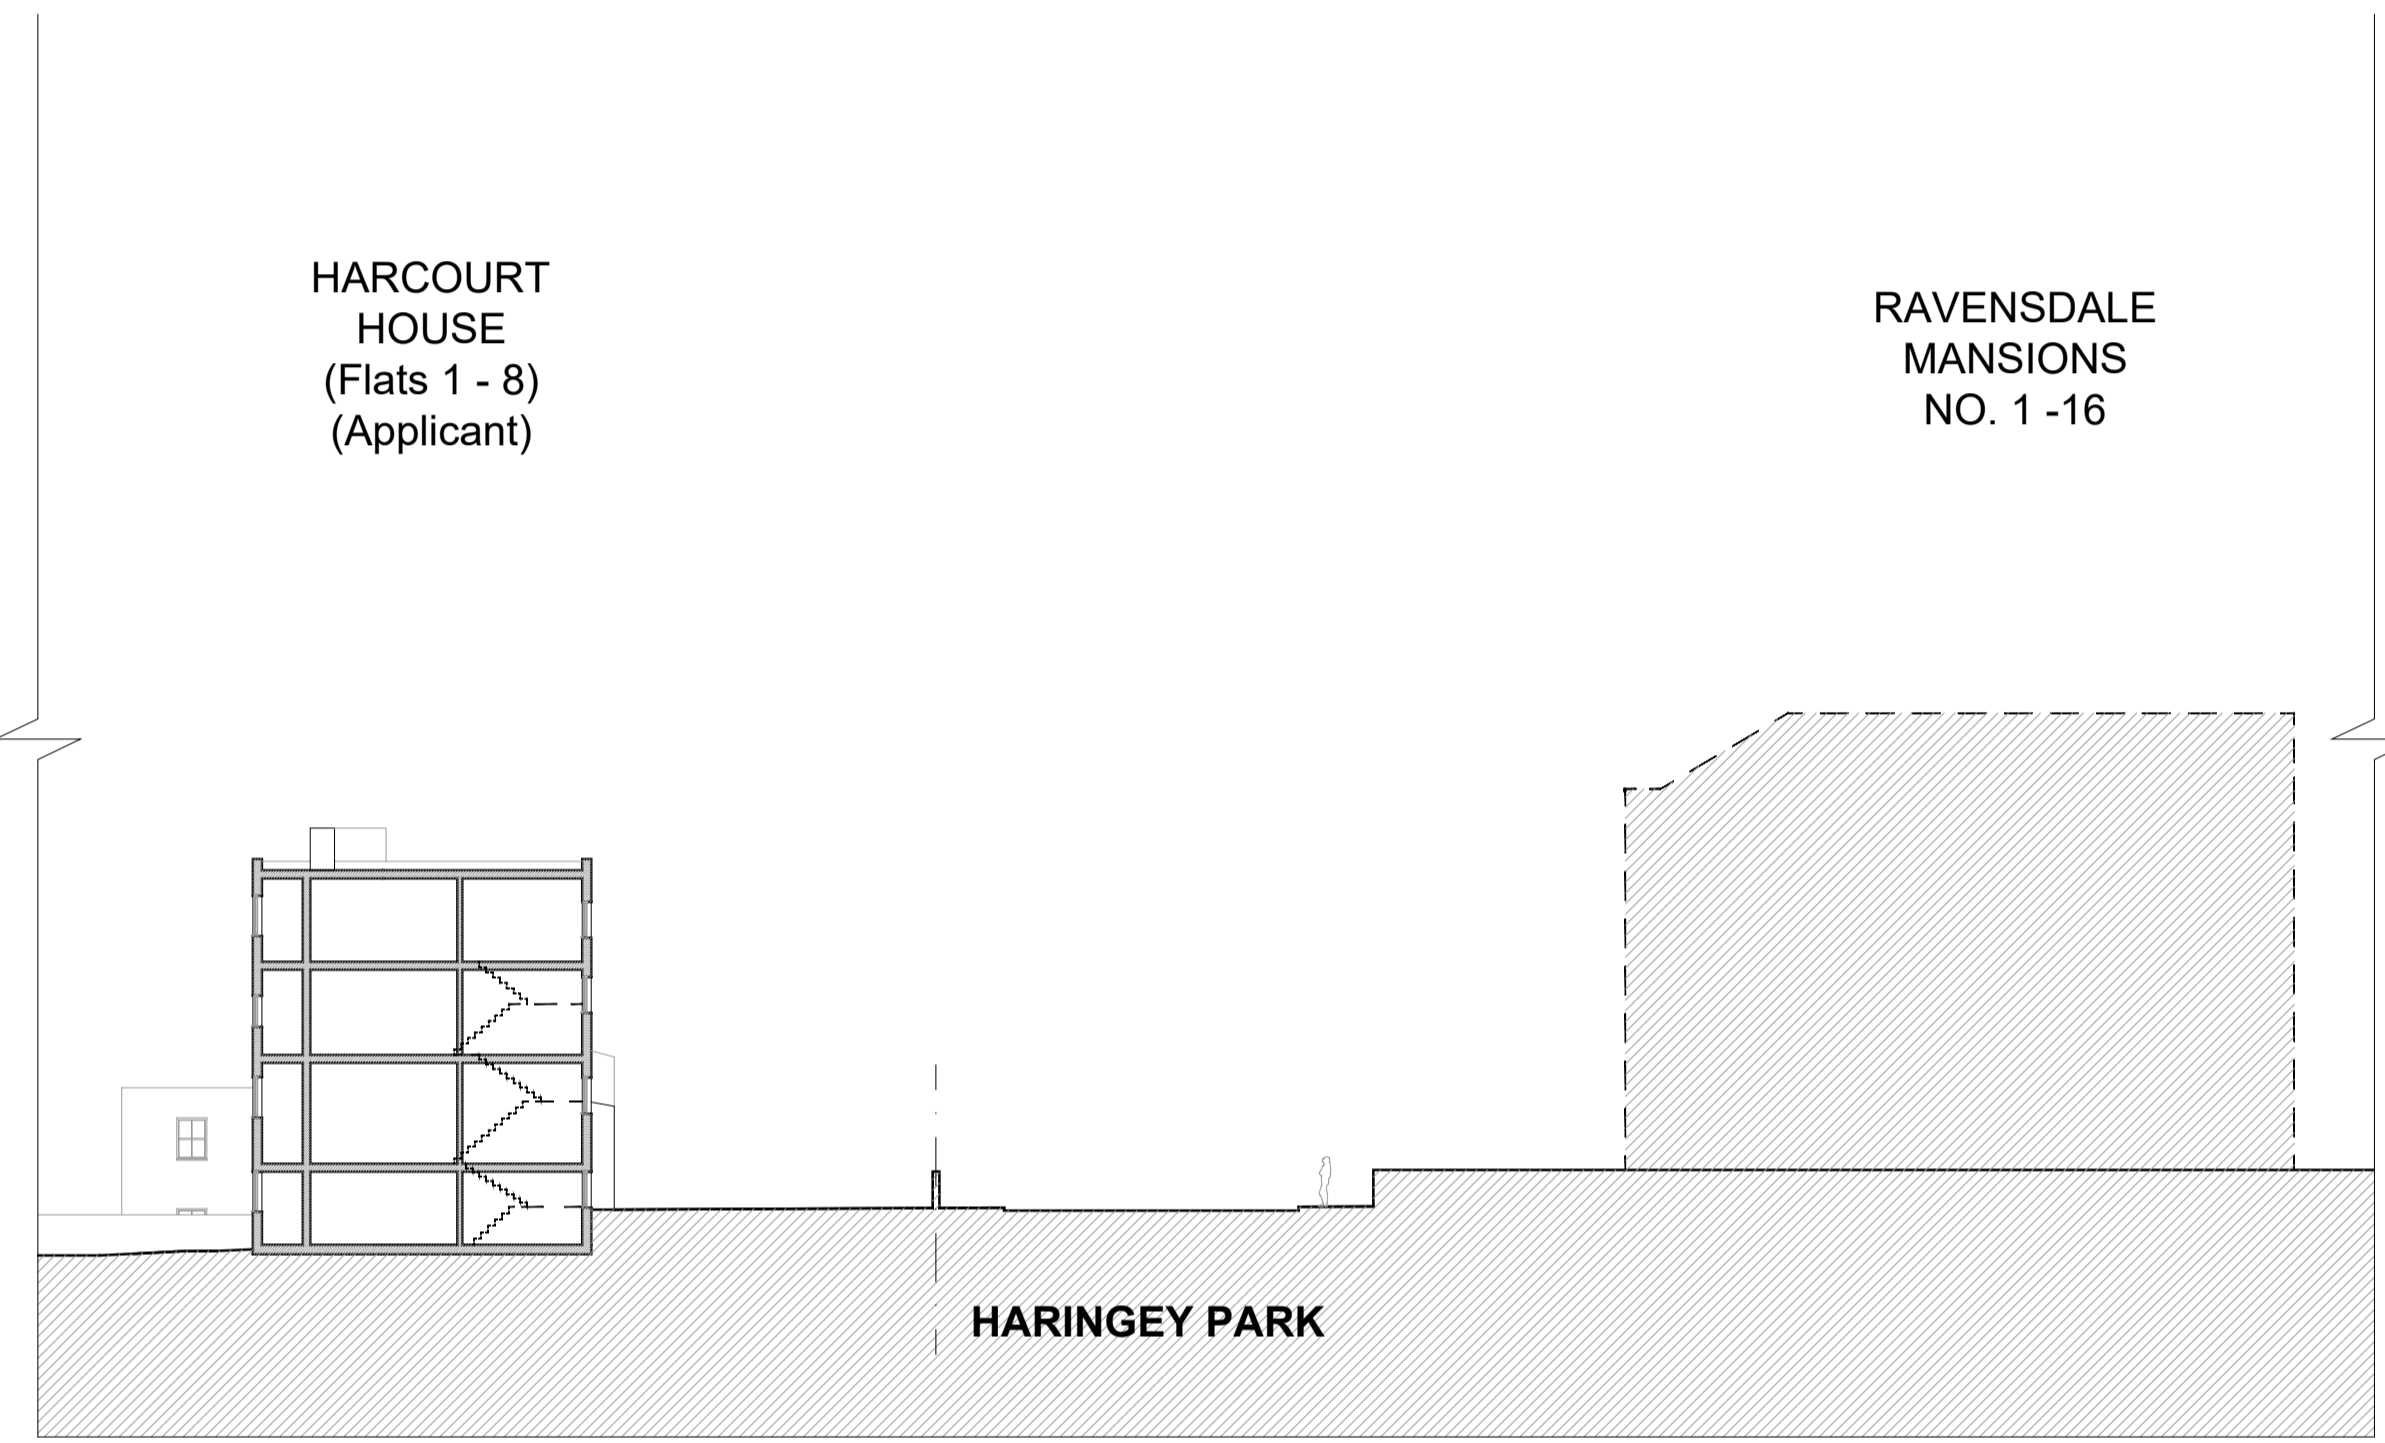 HARCOURT
HOUSE
(Flats 1 - 8)
(Applicant)
RAVENSDALE
MANSIONS
NO. 1 -16
HARINGEY PARK